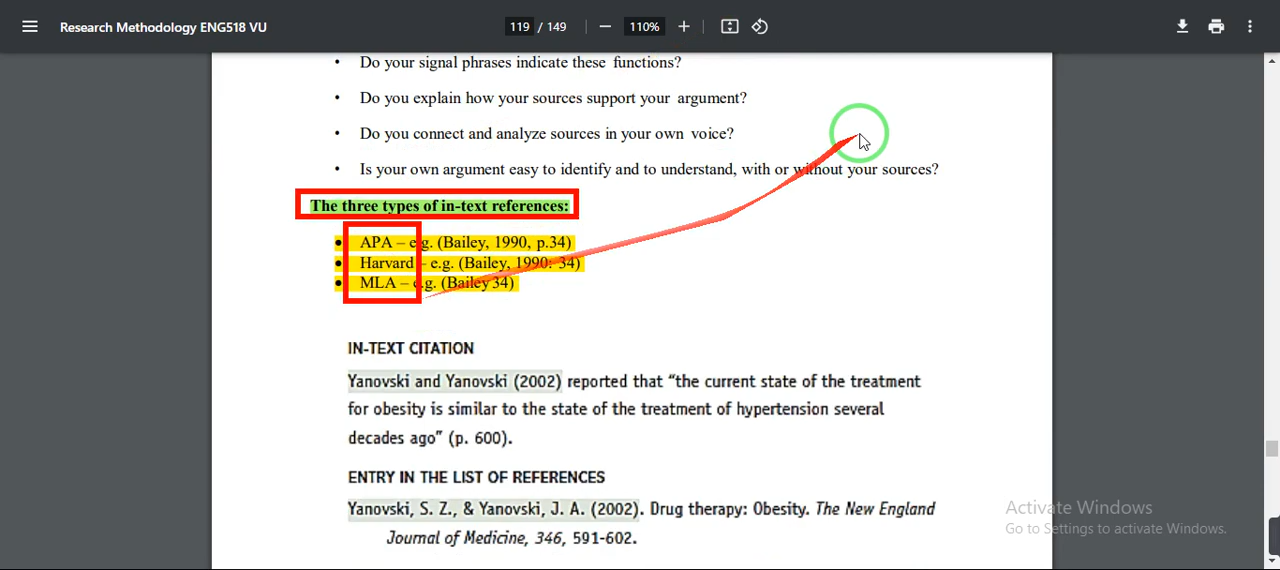 Research Methodology ENG518 VU
119 / 149
110%
• Do your signal phrases indicate these functions?
• Do you explain how your sources support your argument?
• Do you connect and analyze sources in your own voice?
• Is your own argument easy to identify and to understand, with or without your sources?
The three types of in-text references:
• APA – e.g. (Bailey, 1990, p.34)
• Harvard – e.g. (Bailey, 1990: 34)
• MLA – e.g. (Bailey 34)
IN-TEXT CITATION
Yanovski and Yanovski (2002) reported that “the current state of the treatment
for obesity is similar to the state of the treatment of hypertension several
decades ago” (p. 600).
ENTRY IN THE LIST OF REFERENCES
Yanovski, S. Z., & Yanovski, J. A. (2002). Drug therapy: Obesity. The New England
Journal of Medicine, 346, 591-602.
Activate Windows
Go to Settings to activate Windows.